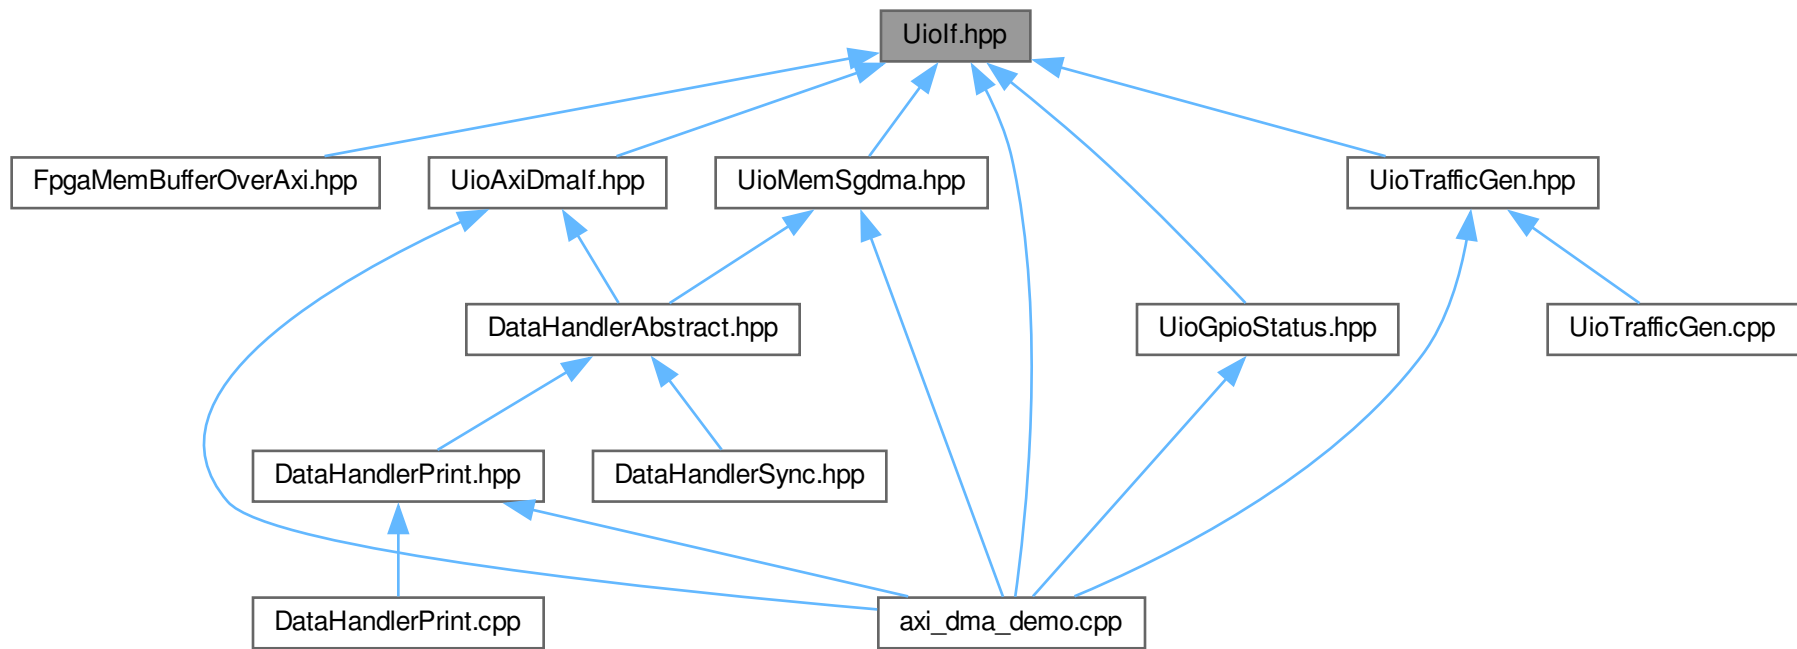 UioIf.hpp
FpgaMemBufferOverAxi.hpp
UioAxiDmaIf.hpp
UioMemSgdma.hpp
UioTrafficGen.hpp
DataHandlerAbstract.hpp
UioGpioStatus.hpp
UioTrafficGen.cpp
DataHandlerPrint.hpp
DataHandlerSync.hpp
DataHandlerPrint.cpp
axi_dma_demo.cpp